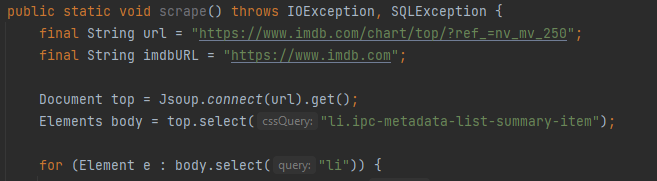 public static void scrape() throws IOException, SQLException {
final String url = "https://www.imdb.com/chart/top/?ref_=nv_mv_250";
final String imdbURL = "https://www.imdb.com";
Document top = Jsoup.connect(url).get();
Elements body = top.select( cssQuery: "li.ipc-metadata-list-summary-item");
for (Element e : body.select( query: "li")) {